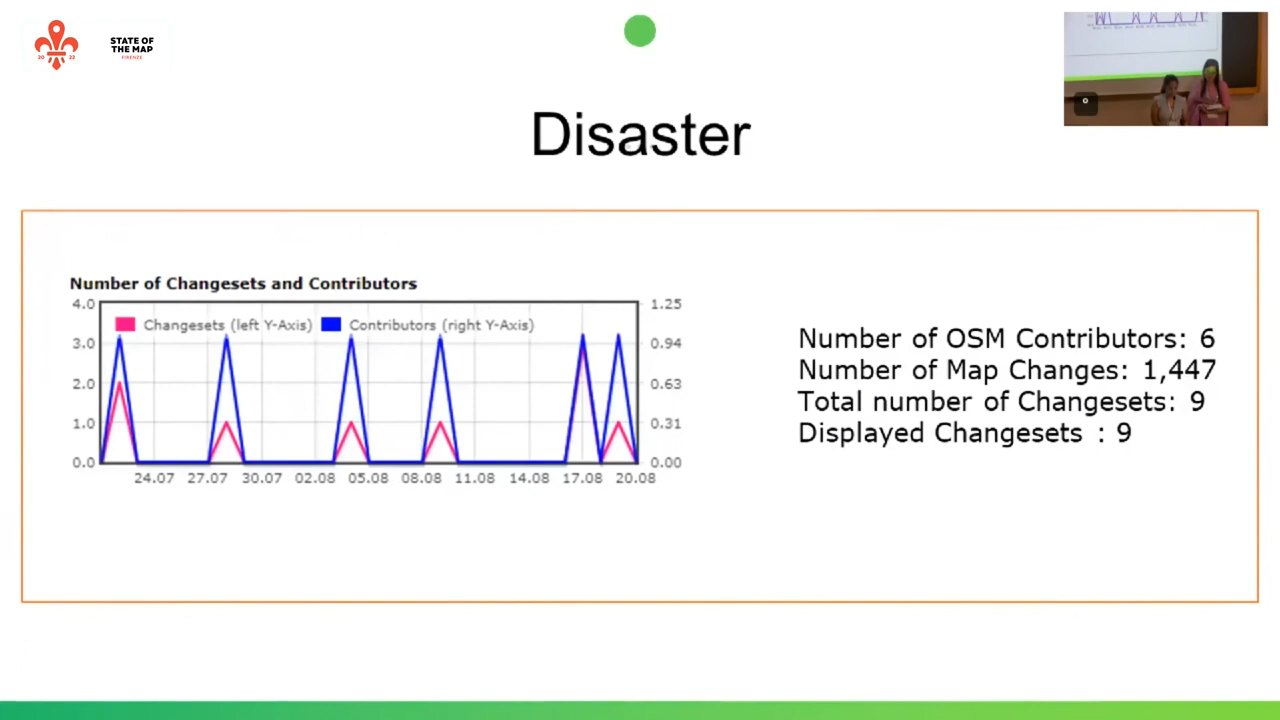 STATE OF
THE MAP
FIRENZE
20 22
Disaster
Number of Changesets and Contributors
Changesets (left Y-Axis)
Contributors (right Y-Axis)
4.0
3.0
2.0
1.0
0.0
1.25
0.94
0.63
0.31
0.00
24.07 27.07 30.07 02.08 05.08 08.08 11.08 14.08 17.08 20.08
Number of OSM Contributors: 6
Number of Map Changes: 1,447
Total number of Changesets: 9
Displayed Changesets : 9